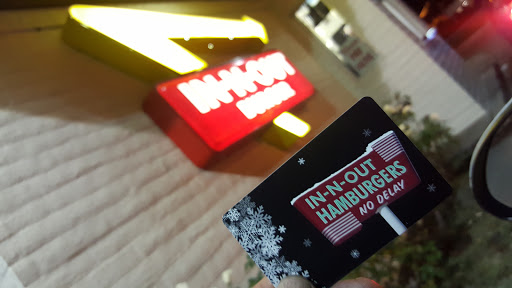 IN-N-OUT
BURGER
IN-N-OUT
HAMBURGERS
NO DELAY